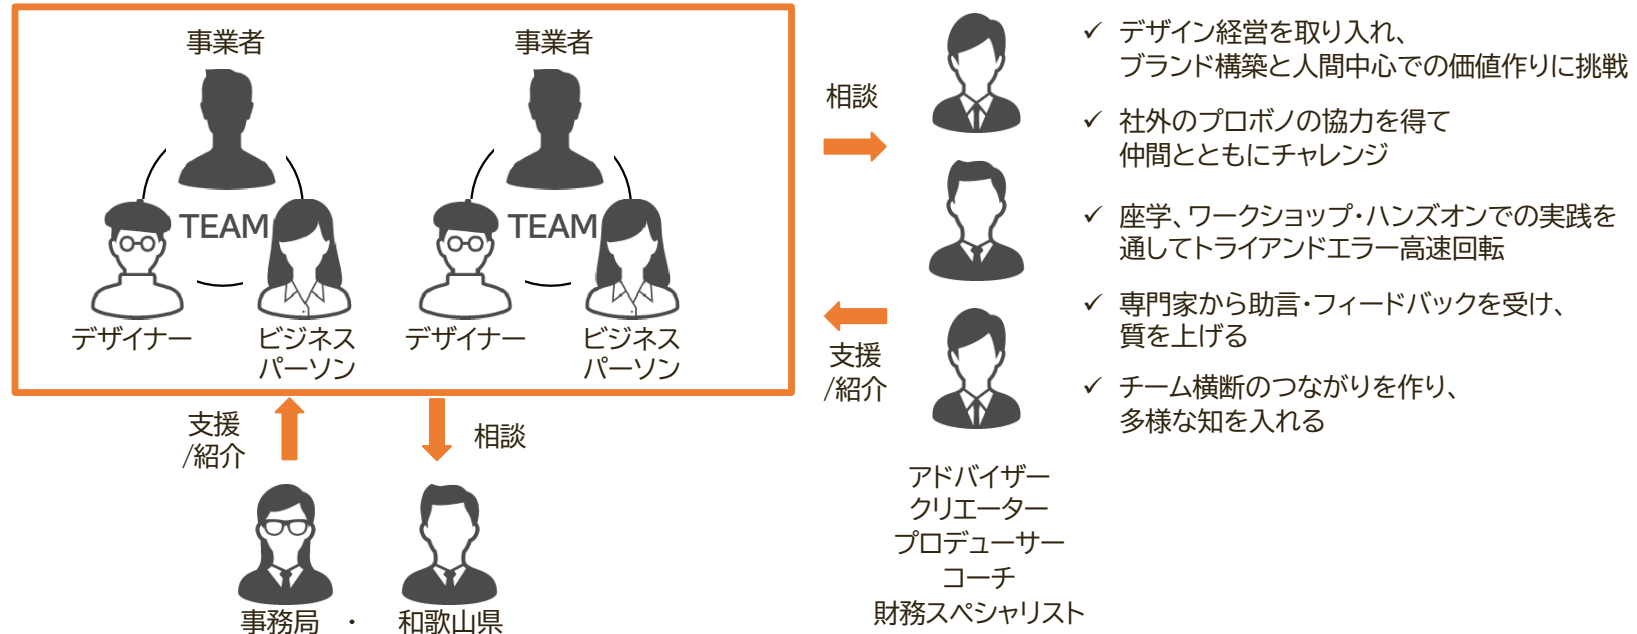 事業者
事業者
TEAM
TEAM
デザイナー
ビジネス
パーソン
デザイナー
ビジネス
パーソン
支援
/紹介
相談
事務局 ・ 和歌山県
相談
支援
/紹介
アドバイザー
クリエーター
プロデューサー
コーチ
財務スペシャリスト
✓ デザイン経営を取り入れ、
ブランド構築と人間中心での価値作りに挑戦
✓ 社外のプロボノの協力を得て
仲間とともにチャレンジ
✓ 座学、ワークショップ・ハンズオンでの実践を
通してトライアンドエラー高速回転
✓ 専門家から助言・フィードバックを受け、
質を上げる
✓ チーム横断のつながりを作り、
多様な知を入れる